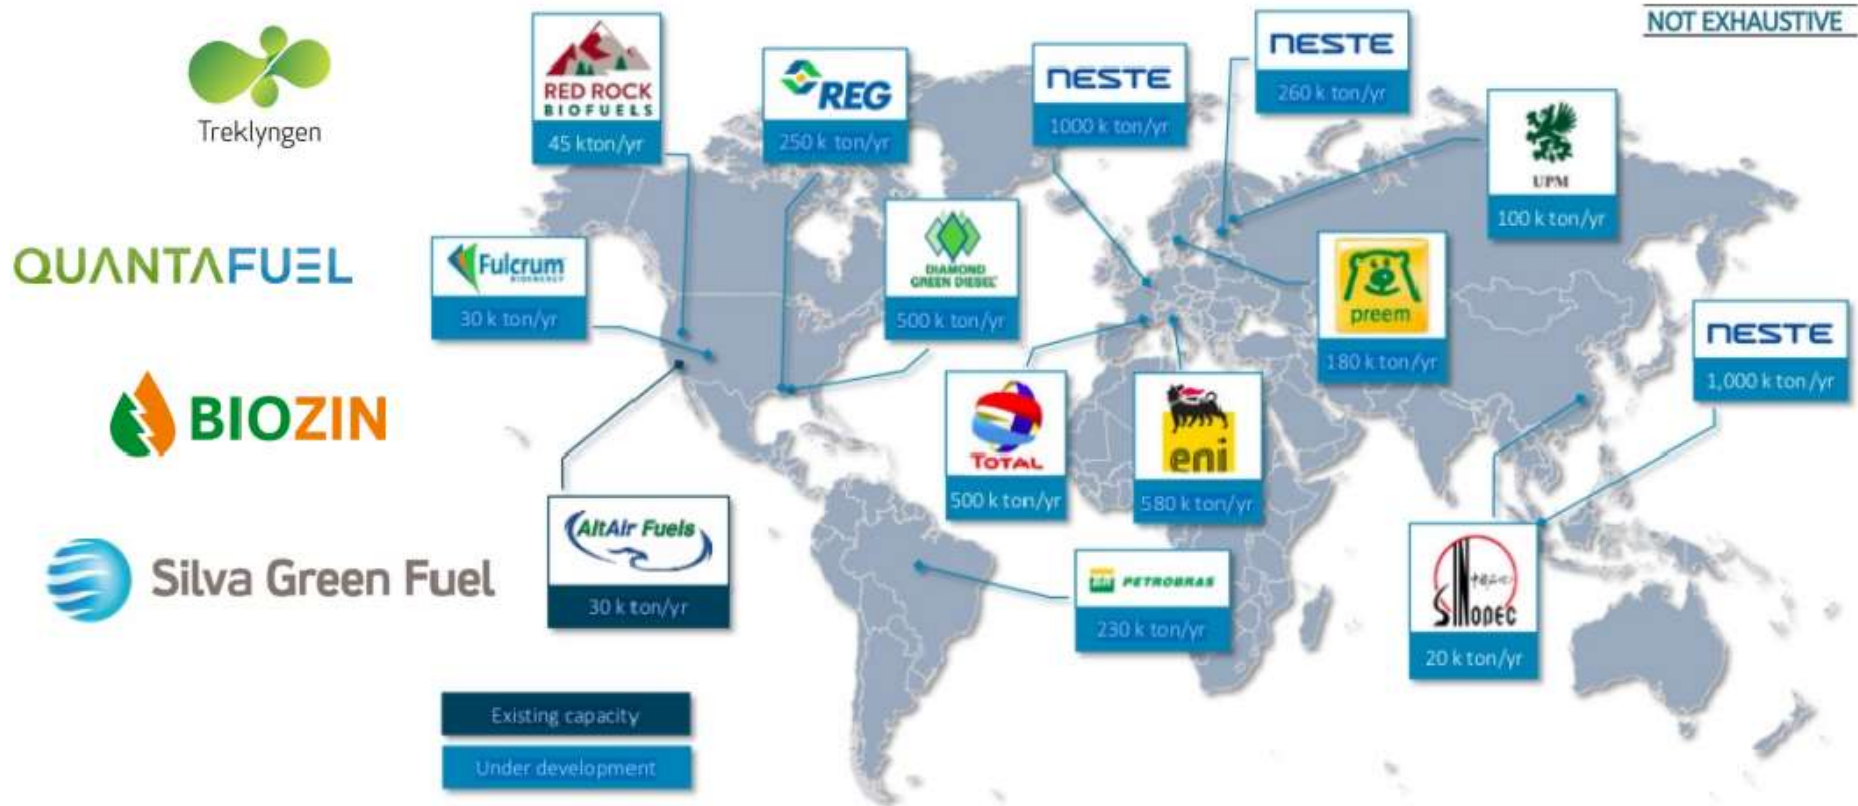 NOT EXHAUSTIVE
Treklyngen
QUANTAFUEL
BIOZIN
Silva Green Fuel
RED ROCK
BIOFUELS
45 kton/yr
REG
250 k ton/yr
NESTE
1000 k ton/yr
NESTE
260 k ton/yr
UPM
100 k ton/yr
Fulcrum
BIOENERGY
30 k ton/yr
DIAMOND
GREEN DIESEL
500 k ton/yr
preem
180 k ton/yr
NESTE
1,000 k ton/yr
TOTAL
500 k ton/yr
eni
580 k ton/yr
AltAir Fuels
30 k ton/yr
BR PETROBRAS
230 k ton/yr
SINOPEC
20 k ton/yr
Existing capacity
Under development